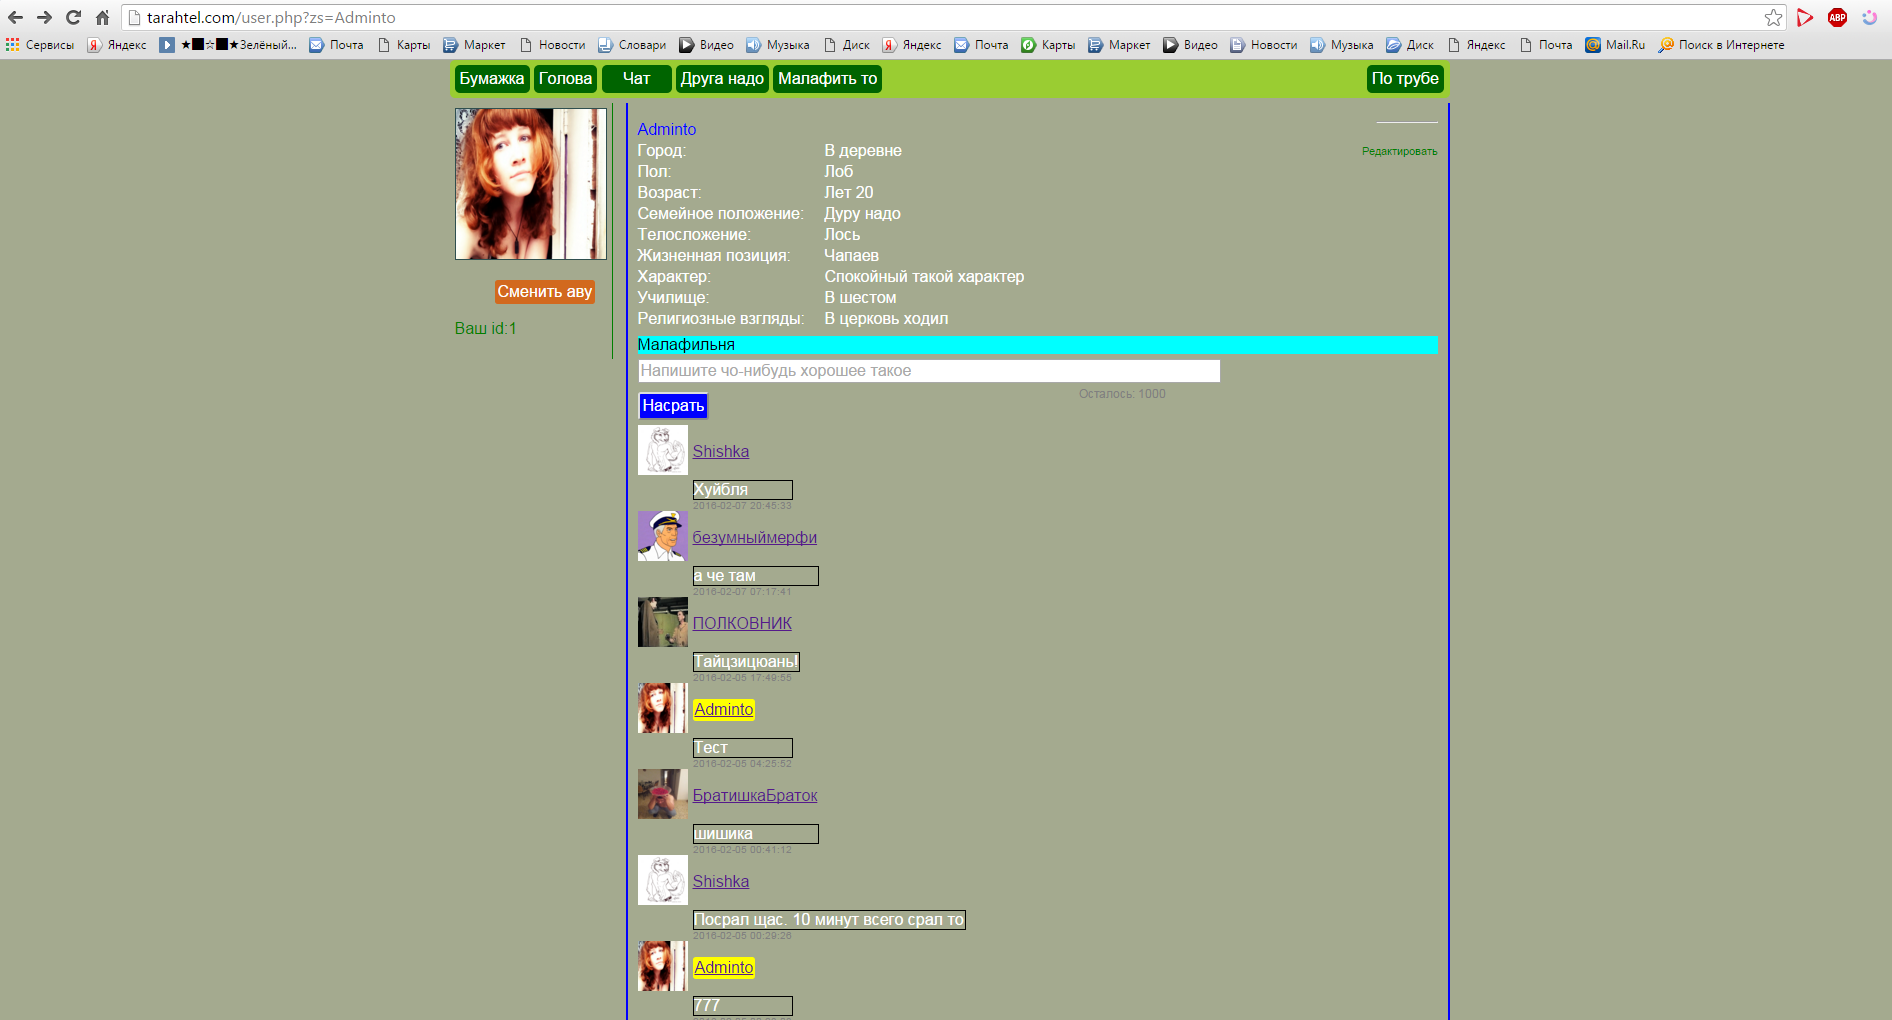 tarahtel.com/user.php?zs=Adminto
Сервисы Яндекс ★■☆■★Зелёный... Почта Карты Маркет Новости Словари Видео Музыка Диск Яндекс Почта Карты Маркет Видео Новости Музыка Диск Яндекс Почта Mail.Ru Поиск в Интернете
Бумажка Голова Чат Друга надо Малафить то По трубе
Adminto
Редактировать
Город: В деревне
Пол: Лоб
Возраст: Лет 20
Семейное положение: Дуру надо
Телосложение: Лось
Жизненная позиция: Чапаев
Характер: Спокойный такой характер
Училище: В шестом
Религиозные взгляды: В церковь ходил
Сменить аву
Ваш id:1
Малафильня
Напишите чо-нибудь хорошее такое
Осталось: 1000
Насрать
Shishka
Хуйбля
2016-02-07 20:45:33
безумныймерфи
а че там
2016-02-07 07:17:41
ПОЛКОВНИК
Тайцзицюань!
2016-02-05 17:49:55
Adminto
Тест
2016-02-05 04:25:52
БратишкаБраток
шишика
2016-02-05 00:41:12
Shishka
Посрал щас. 10 минут всего срал то
2016-02-05 00:29:26
Adminto
777